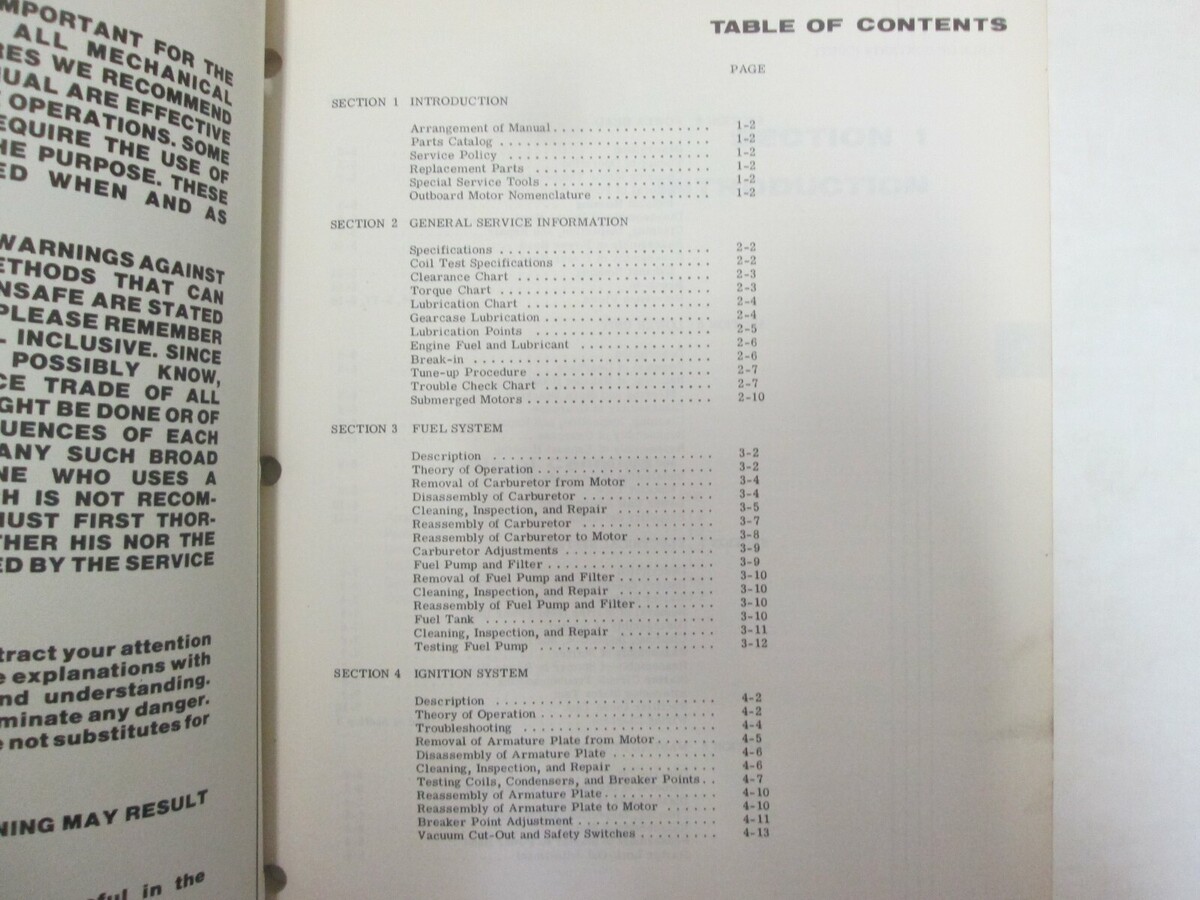 MPORTANT FOR THE
ALL MECHANICAL
RES WE RECOMMEND
UAL ARE EFFECTIVE
OPERATIONS. SOME
EQUIRE THE USE OF
HE PURPOSE. THESE
ED WHEN AND AS
WARNINGS AGAINST
ETHODS THAT CAN
NSAFE ARE STATED
PLEASE REMEMBER
L INCLUSIVE. SINCE
POSSIBLY KNOW,
CE TRADE OF ALL
GHT BE DONE OR OF
UENCES OF EACH
ANY SUCH BROAD
NE WHO USES A
CH IS NOT RECOM-
MUST FIRST THOR-
THER HIS NOR THE
ED BY THE SERVICE
tract your attention
e explanations with
nd understanding.
minate any danger.
e not substitutes for
NING MAY RESULT
ful in the
TABLE OF CONTENTS
PAGE
SECTION 1 INTRODUCTION
Arrangement of Manual . . . . . . . . . . . . . . . . . . 1-2
Parts Catalog . . . . . . . . . . . . . . . . . . . . . . 1-2
Service Policy . . . . . . . . . . . . . . . . . . . . . 1-2
Replacement Parts . . . . . . . . . . . . . . . . . . . 1-2
Special Service Tools . . . . . . . . . . . . . . . . . . 1-2
Outboard Motor Nomenclature . . . . . . . . . . . . . 1-2
SECTION 2 GENERAL SERVICE INFORMATION
Specifications . . . . . . . . . . . . . . . . . . . . . . 2-2
Coil Test Specifications . . . . . . . . . . . . . . . . 2-2
Clearance Chart . . . . . . . . . . . . . . . . . . . . 2-3
Torque Chart . . . . . . . . . . . . . . . . . . . . . . 2-3
Lubrication Chart . . . . . . . . . . . . . . . . . . . 2-4
Gearcase Lubrication . . . . . . . . . . . . . . . . . . 2-4
Lubrication Points . . . . . . . . . . . . . . . . . . . 2-5
Engine Fuel and Lubricant . . . . . . . . . . . . . . 2-6
Break-in . . . . . . . . . . . . . . . . . . . . . . . . 2-6
Tune-up Procedure . . . . . . . . . . . . . . . . . . . 2-7
Trouble Check Chart . . . . . . . . . . . . . . . . . . 2-7
Submerged Motors . . . . . . . . . . . . . . . . . . . . 2-10
SECTION 3 FUEL SYSTEM
Description . . . . . . . . . . . . . . . . . . . . . . . 3-2
Theory of Operation . . . . . . . . . . . . . . . . . . . 3-2
Removal of Carburetor from Motor . . . . . . . . . 3-4
Disassembly of Carburetor . . . . . . . . . . . . . . 3-4
Cleaning, Inspection, and Repair . . . . . . . . . . . 3-5
Reassembly of Carburetor . . . . . . . . . . . . . . 3-7
Reassembly of Carburetor to Motor . . . . . . . . . 3-8
Carburetor Adjustments . . . . . . . . . . . . . . . . 3-9
Fuel Pump and Filter . . . . . . . . . . . . . . . . . . 3-9
Removal of Fuel Pump and Filter . . . . . . . . . . . 3-10
Cleaning, Inspection, and Repair . . . . . . . . . . . 3-10
Reassembly of Fuel Pump and Filter . . . . . . . . . 3-10
Fuel Tank . . . . . . . . . . . . . . . . . . . . . . . . 3-10
Cleaning, Inspection, and Repair . . . . . . . . . . . 3-11
Testing Fuel Pump . . . . . . . . . . . . . . . . . . . 3-12
SECTION 4 IGNITION SYSTEM
Description . . . . . . . . . . . . . . . . . . . . . . . 4-2
Theory of Operation . . . . . . . . . . . . . . . . . . . 4-2
Troubleshooting . . . . . . . . . . . . . . . . . . . . 4-4
Removal of Armature Plate from Motor . . . . . . . 4-5
Disassembly of Armature Plate . . . . . . . . . . . . 4-6
Cleaning, Inspection, and Repair . . . . . . . . . . . 4-6
Testing Coils, Condensers, and Breaker Points . . 4-7
Reassembly of Armature Plate . . . . . . . . . . . . . 4-10
Reassembly of Armature Plate to Motor . . . . . . 4-10
Breaker Point Adjustment . . . . . . . . . . . . . . . 4-11
Vacuum Cut-Out and Safety Switches . . . . . . . . . 4-13